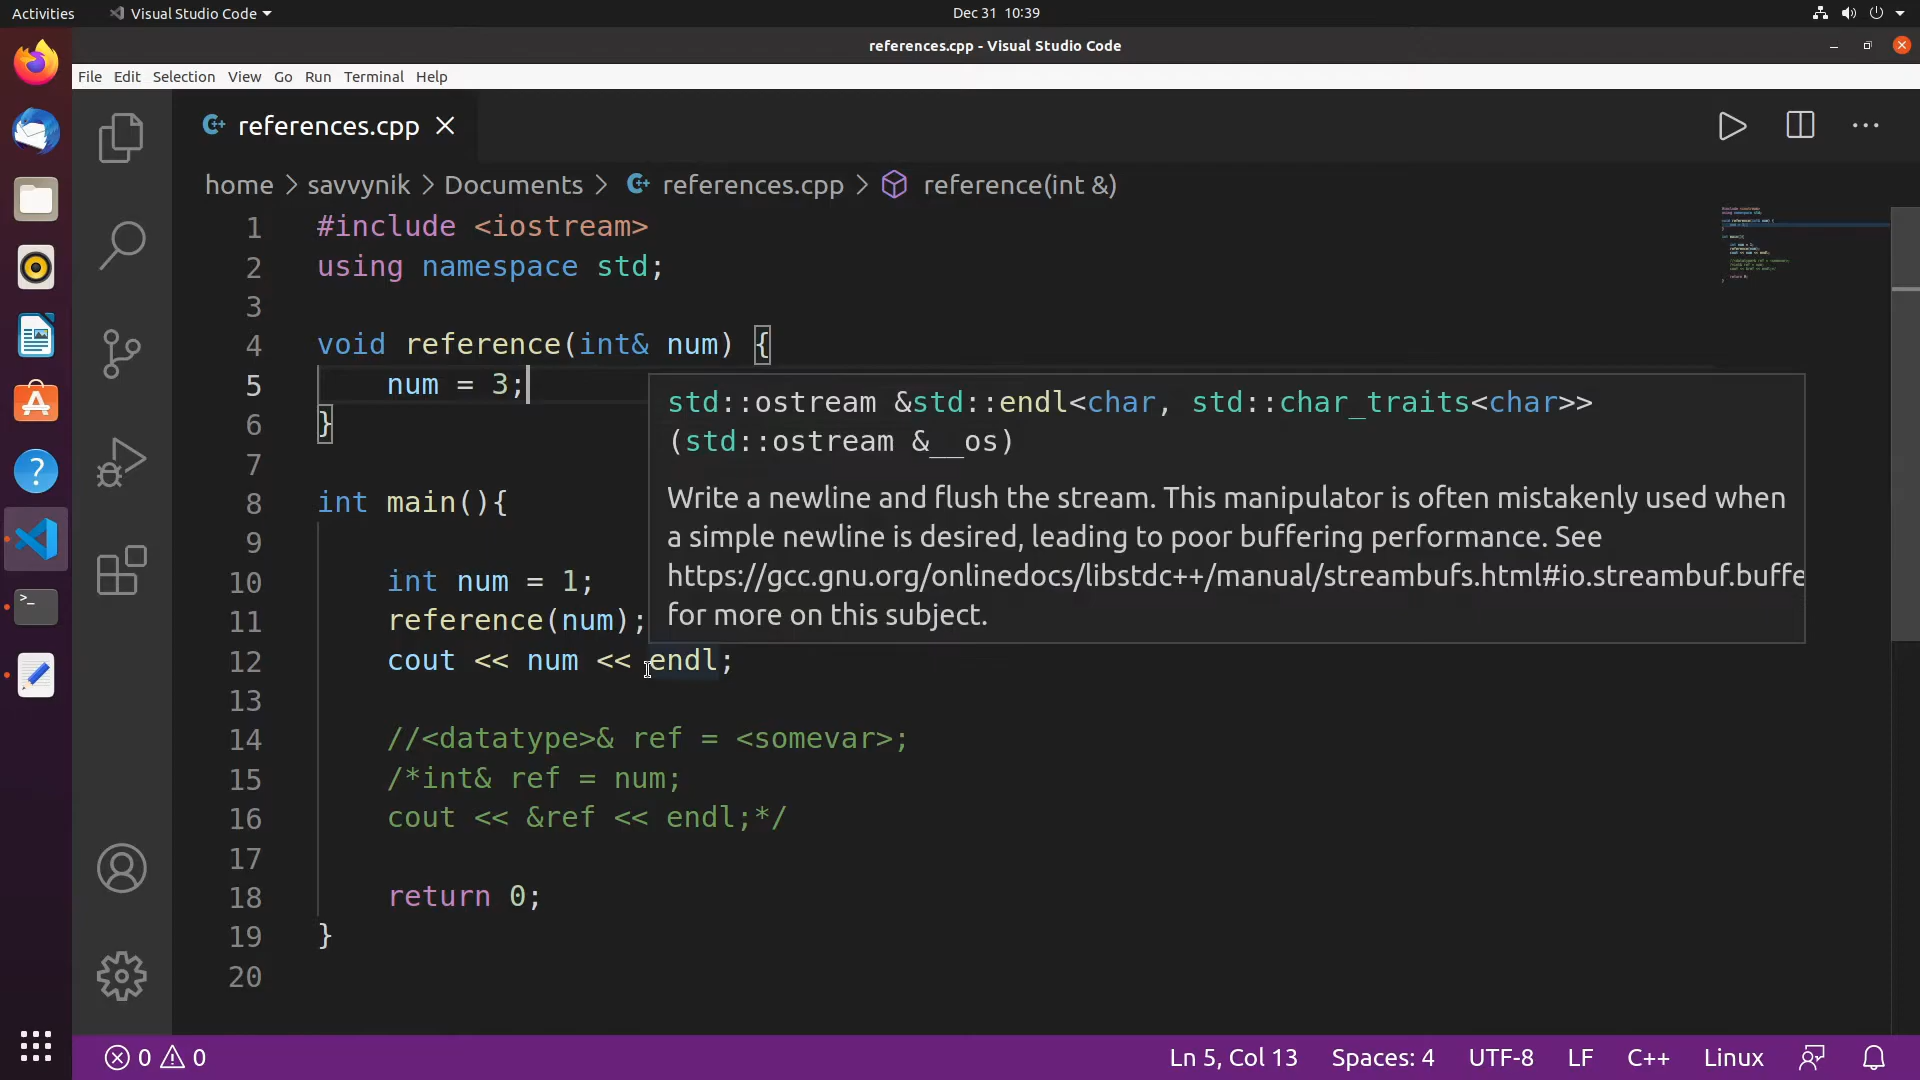 Activities Visual Studio Code Dec 31 10:39
references.cpp - Visual Studio Code
File Edit Selection View Go Run Terminal Help
references.cpp
home > savvynik > Documents > references.cpp > reference(int &)
1 #include <iostream>
2 using namespace std;
3
4 void reference(int& num) {
5 num = 3;
6 }
7
8 int main(){
9
10 int num = 1;
11 reference(num);
12 cout << num << endl;
13
14 //<datatype>& ref = <somevar>;
15 /*int& ref = num;
16 cout << &ref << endl;*/
17
18 return 0;
19 }
20
std::ostream &std::endl<char, std::char_traits<char>>
(std::ostream &__os)
Write a newline and flush the stream. This manipulator is often mistakenly used when
a simple newline is desired, leading to poor buffering performance. See
https://gcc.gnu.org/onlinedocs/libstdc++/manual/streambufs.html#io.streambuf.buffe
for more on this subject.
0 0 Ln 5, Col 13 Spaces: 4 UTF-8 LF C++ Linux